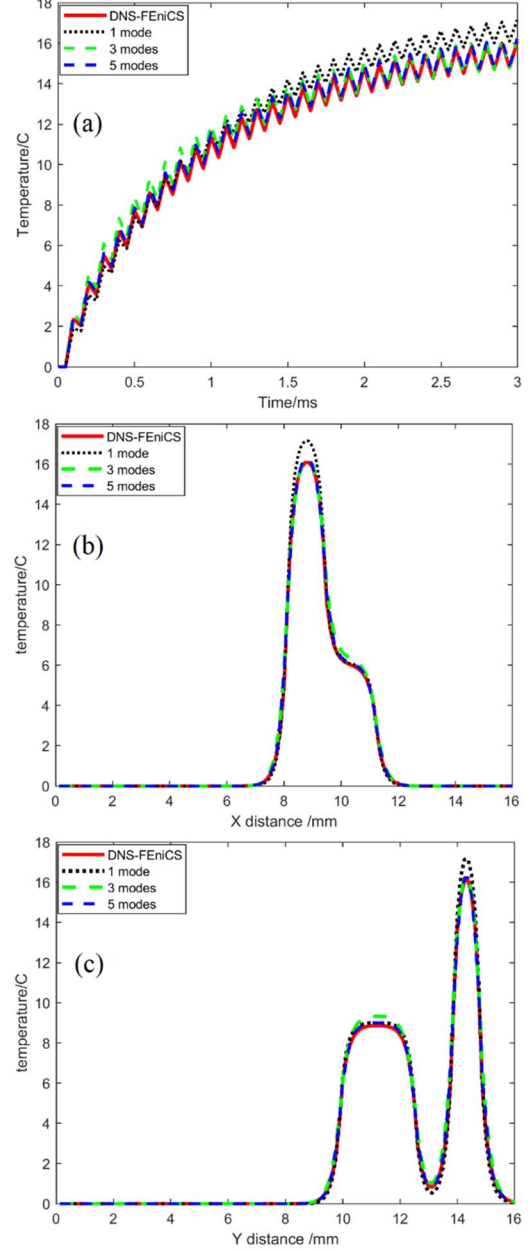 18
16
14
12
10
8
6
4
2
0
Temperature/C
DNS-FEniCS
1 mode
3 modes
5 modes
(a)
0 0.5 1 1.5 2 2.5 3
Time/ms
18
16
14
12
10
8
6
4
2
0
temperature/C
DNS-FEniCS
1 mode
3 modes
5 modes
(b)
0 2 4 6 8 10 12 14 16
X distance /mm
18
16
14
12
10
8
6
4
2
0
temperature/C
DNS-FEniCS
1 mode
3 modes
5 modes
(c)
0 2 4 6 8 10 12 14 16
Y distance /mm